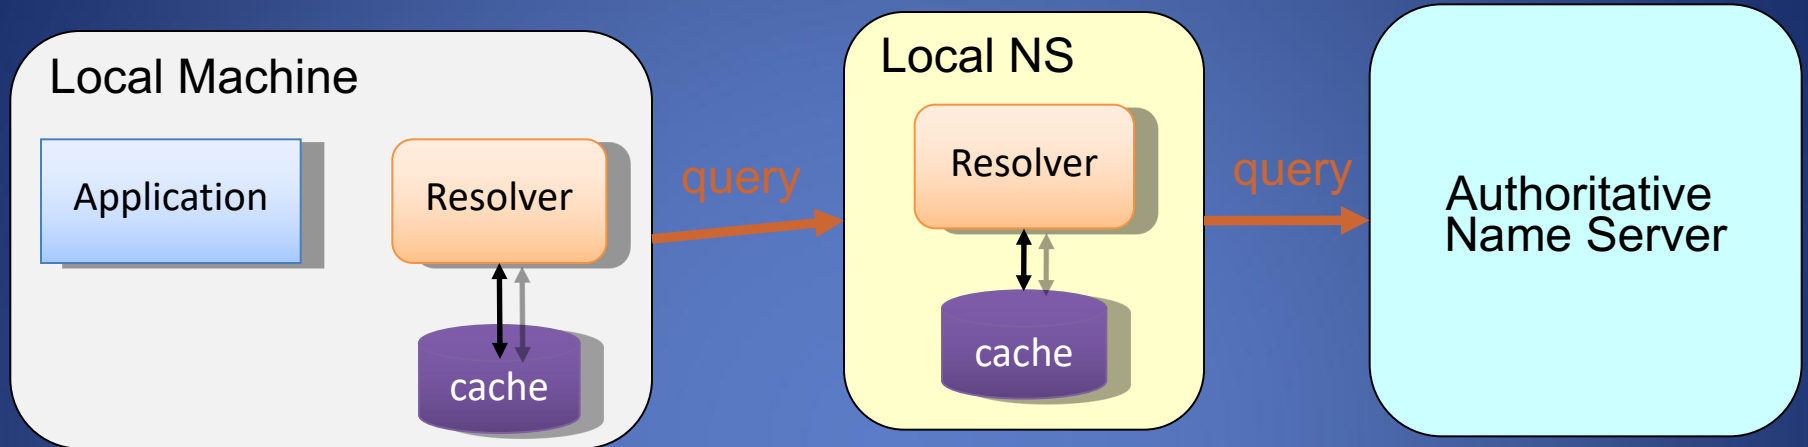 Local Machine
Application
Resolver
cache
query
Local NS
Resolver
cache
query
Authoritative
Name Server